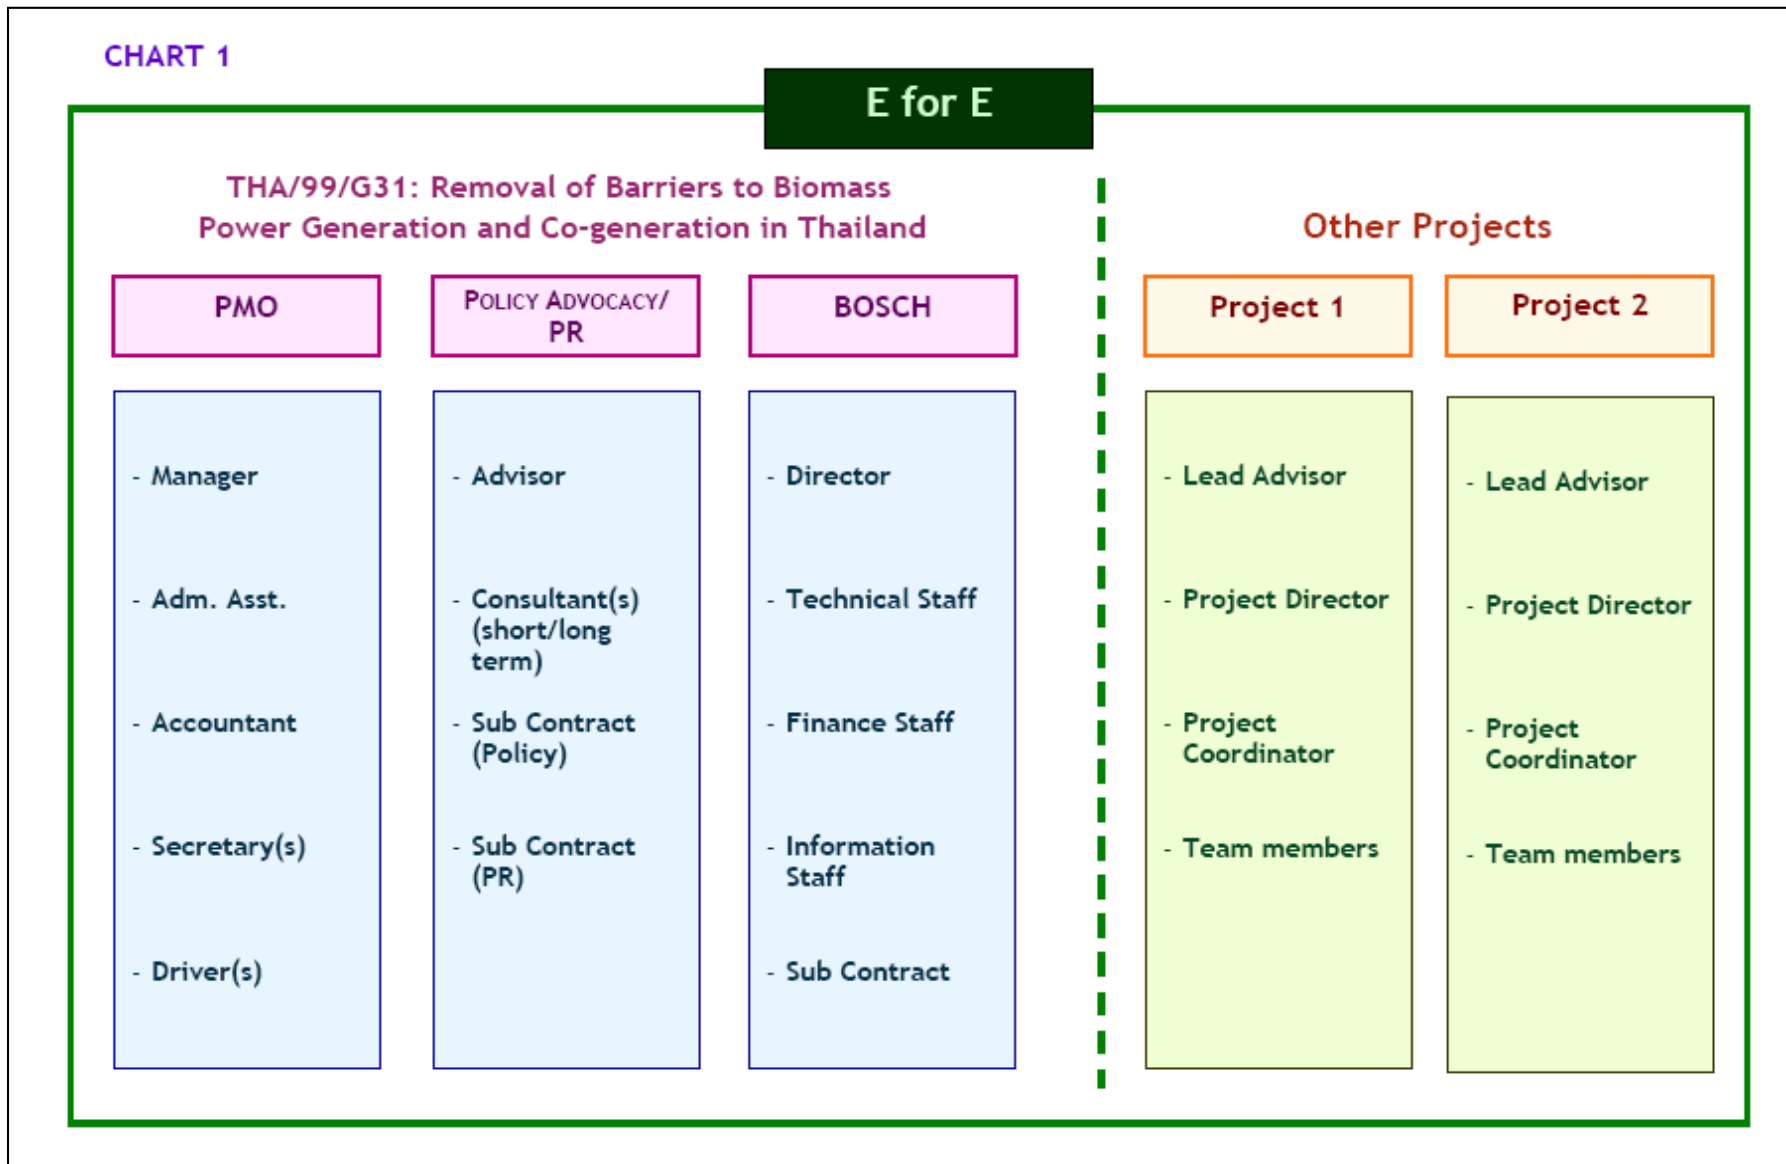 CHART 1
E for E
THA/99/G31: Removal of Barriers to Biomass
Power Generation and Co-generation in Thailand
PMO
- Manager
- Adm. Asst.
- Accountant
- Secretary(s)
- Driver(s)
POLICY ADVOCACY/
PR
- Advisor
- Consultant(s)
(short/long
term)
- Sub Contract
(Policy)
- Sub Contract
(PR)
BOSCH
- Director
- Technical Staff
- Finance Staff
- Information
Staff
- Sub Contract
Other Projects
Project 1
- Lead Advisor
- Project Director
- Project
Coordinator
- Team members
Project 2
- Lead Advisor
- Project Director
- Project
Coordinator
- Team members